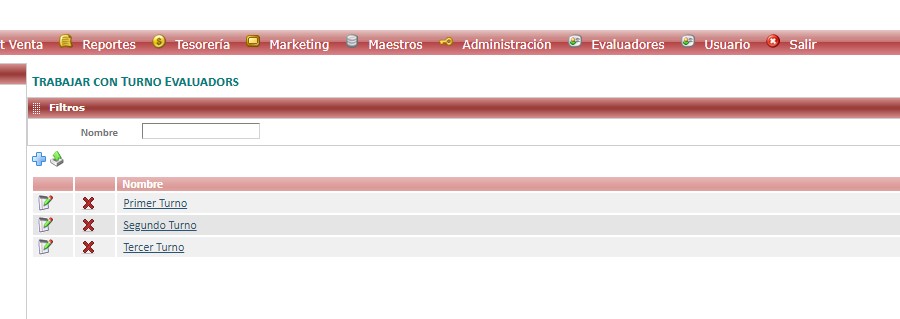 t Venta Reportes Tesorería Marketing Maestros Administración Evaluadores Usuario Salir
TRABAJAR CON TURNO EVALUADORS
Filtros
Nombre
Nombre
Primer Turno
Segundo Turno
Tercer Turno